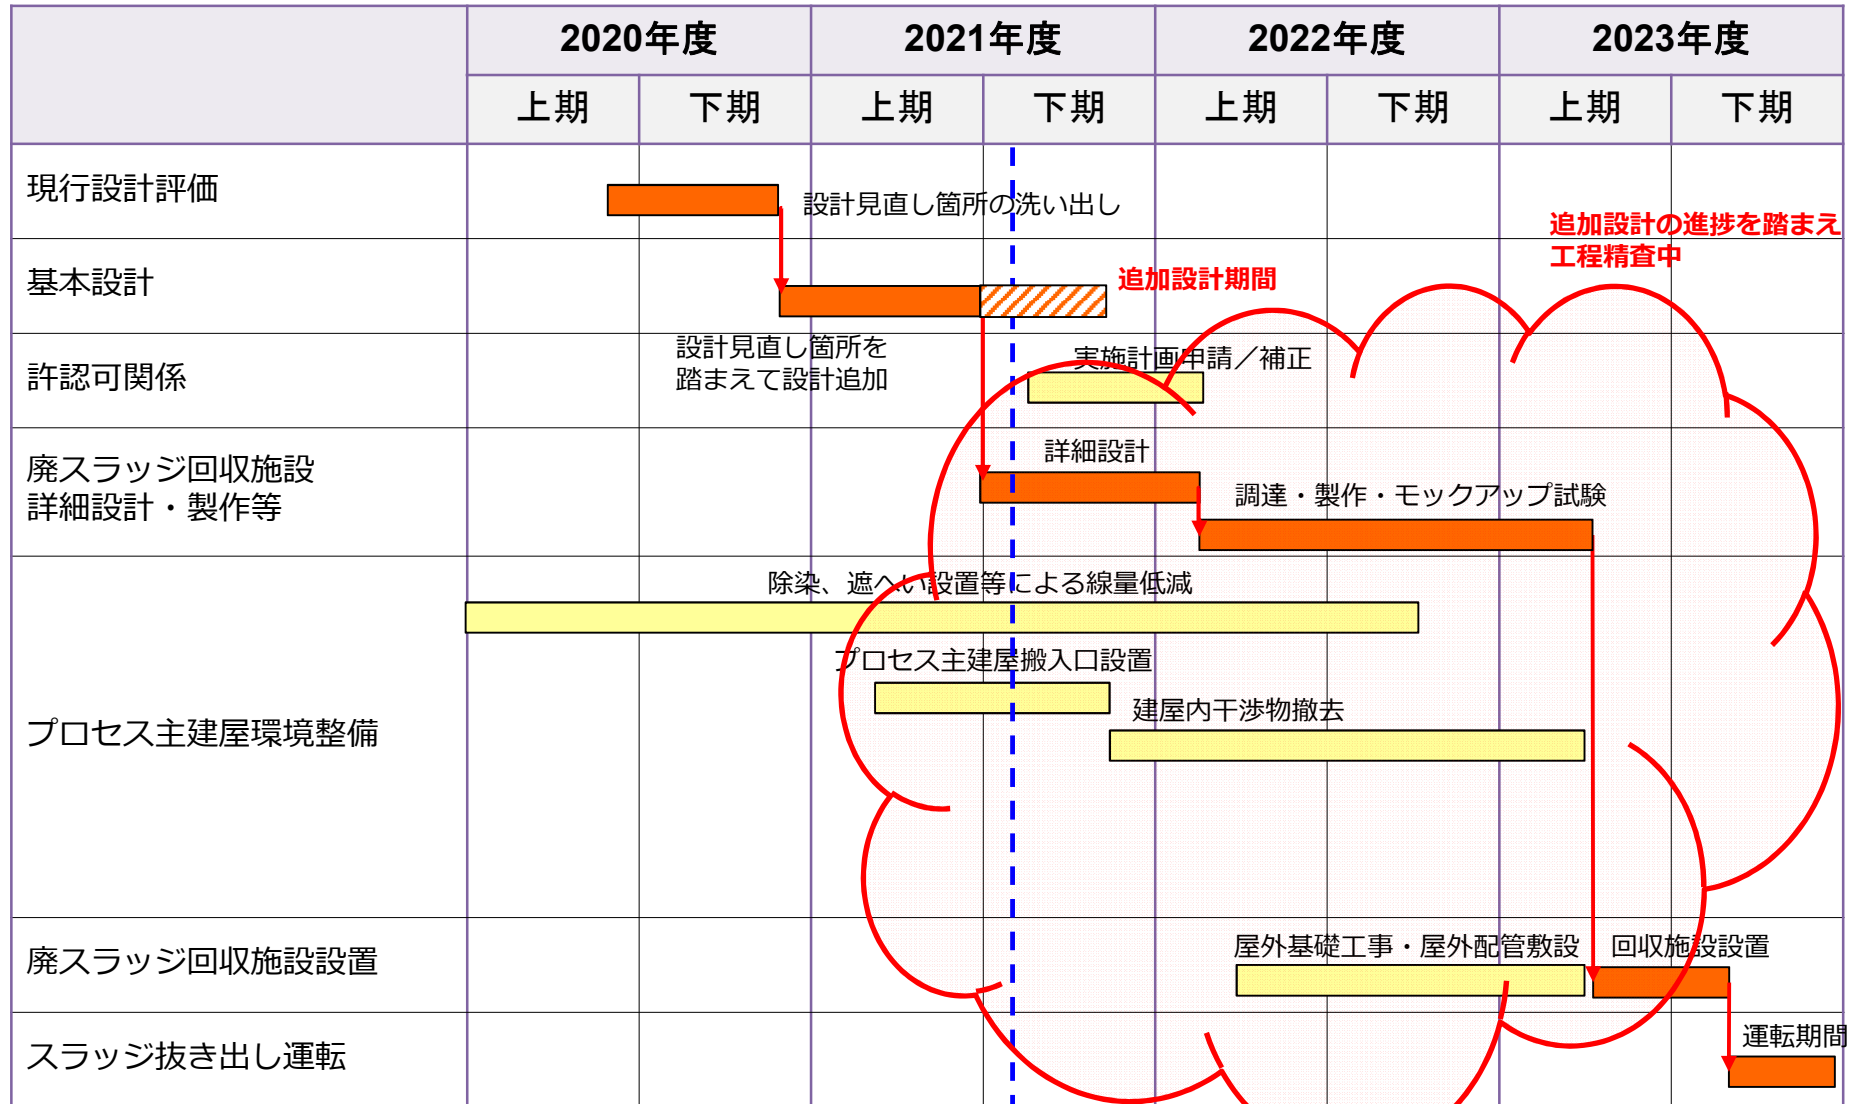 2020年度
2021年度
2022年度
2023年度
上期
下期
上期
下期
上期
下期
上期
下期
現行設計評価
設計見直し箇所の洗い出し
追加設計の進捗を踏まえ
工程精査中
基本設計
追加設計期間
設計見直し箇所を
踏まえて設計追加
許認可関係
実施計画申請／補正
廃スラッジ回収施設
詳細設計・製作等
詳細設計
調達・製作・モックアップ試験
プロセス主建屋環境整備
除染、遮へい設置等による線量低減
プロセス主建屋搬入口設置
建屋内干渉物撤去
廃スラッジ回収施設設置
屋外基礎工事・屋外配管敷設
回収施設設置
スラッジ抜き出し運転
運転期間